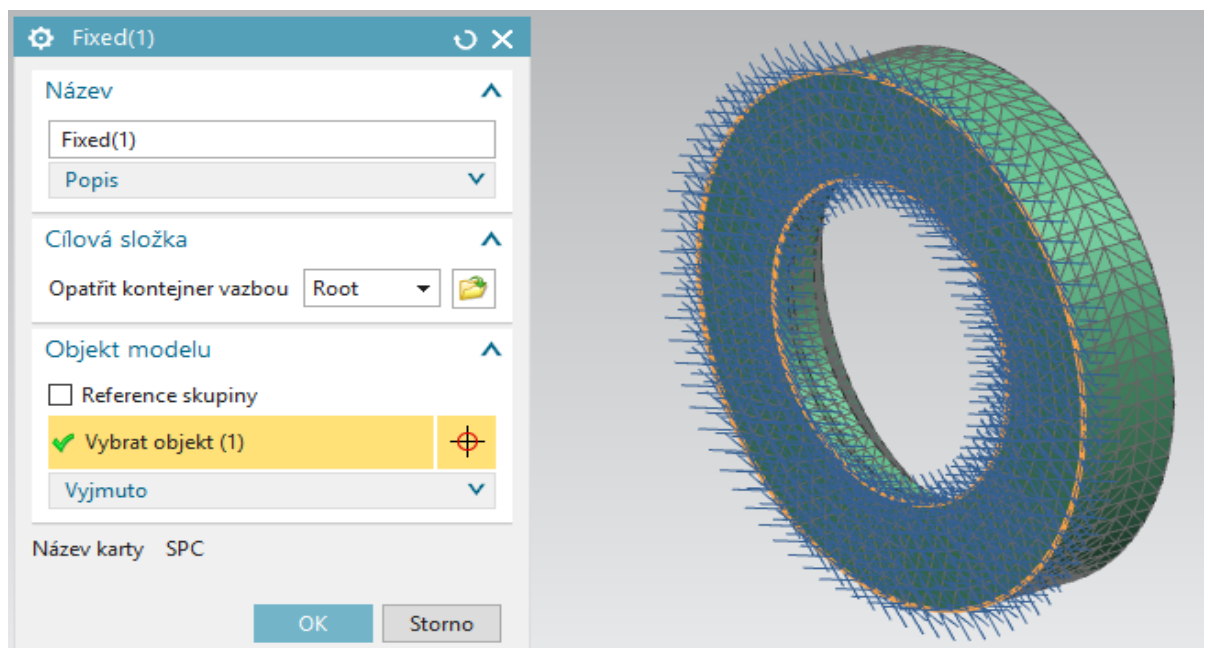 Fixed(1)
Název
Fixed(1)
Popis
Cílová složka
Opatřit kontejner vazbou Root
Objekt modelu
Reference skupiny
Vybrat objekt (1)
Vyjmuto
Název karty SPC
OK Storno